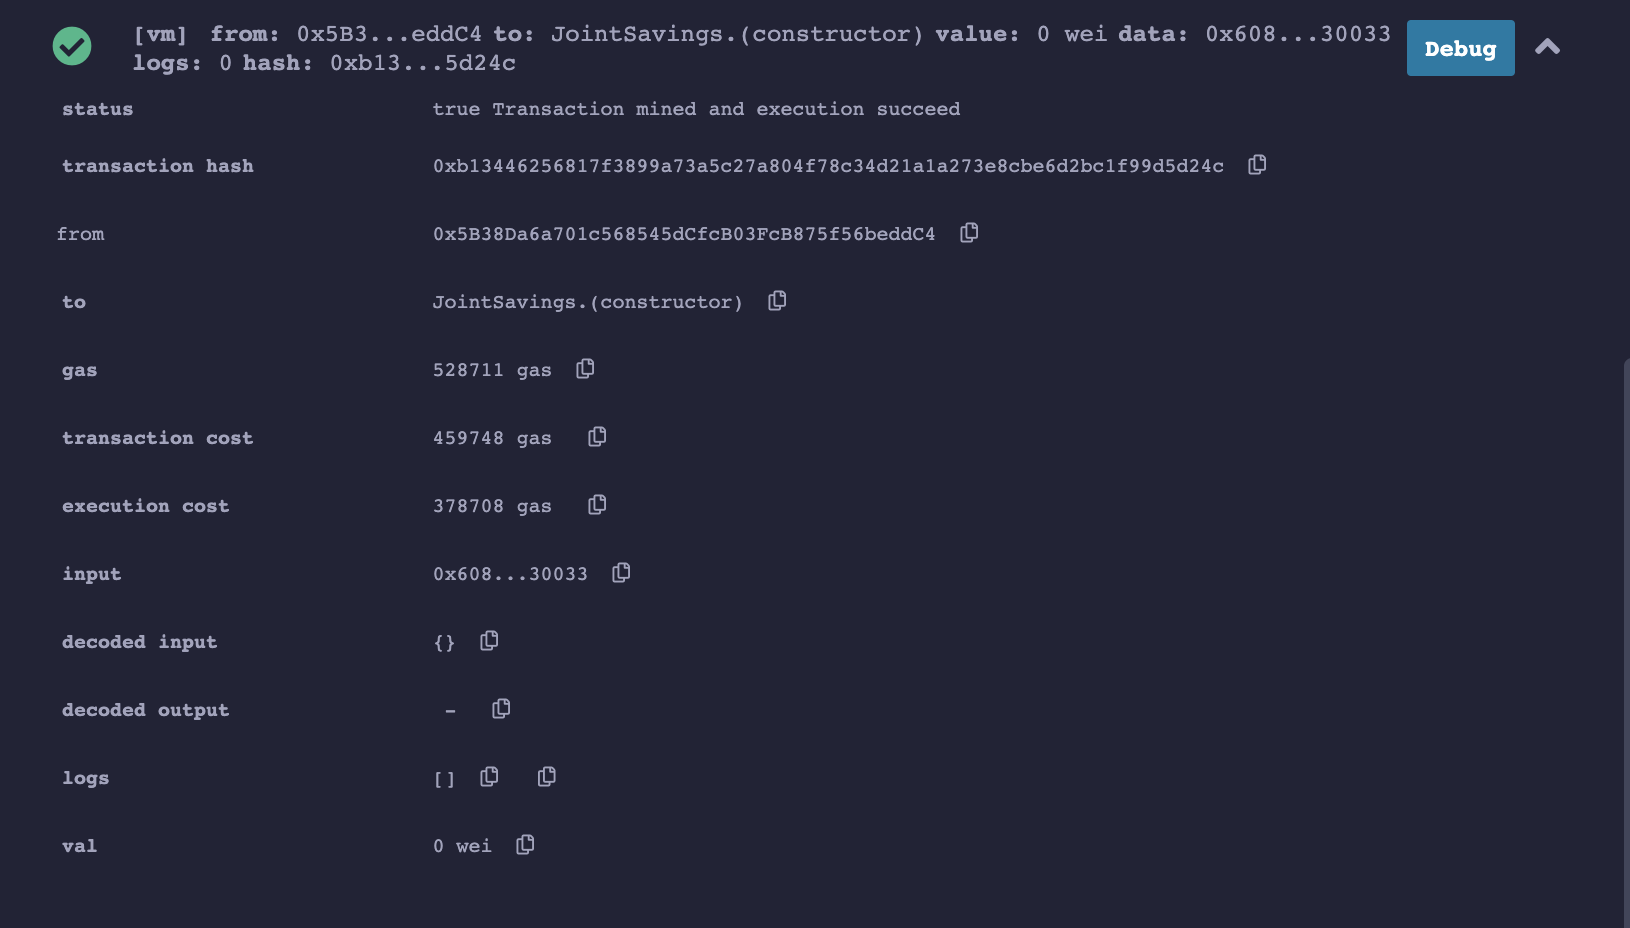 [vm] from: 0x5B3...eddC4 to: JointSavings.(constructor) value: 0 wei data: 0x608...30033
logs: 0 hash: 0xb13...5d24c
Debug
status true Transaction mined and execution succeed
transaction hash 0xb13446256817f3899a73a5c27a804f78c34d21a1a273e8cbe6d2bc1f99d5d24c
from 0x5B38Da6a701c568545dCfcB03FcB875f56beddC4
to JointSavings.(constructor)
gas 528711 gas
transaction cost 459748 gas
execution cost 378708 gas
input 0x608...30033
decoded input {}
decoded output -
logs []
val 0 wei